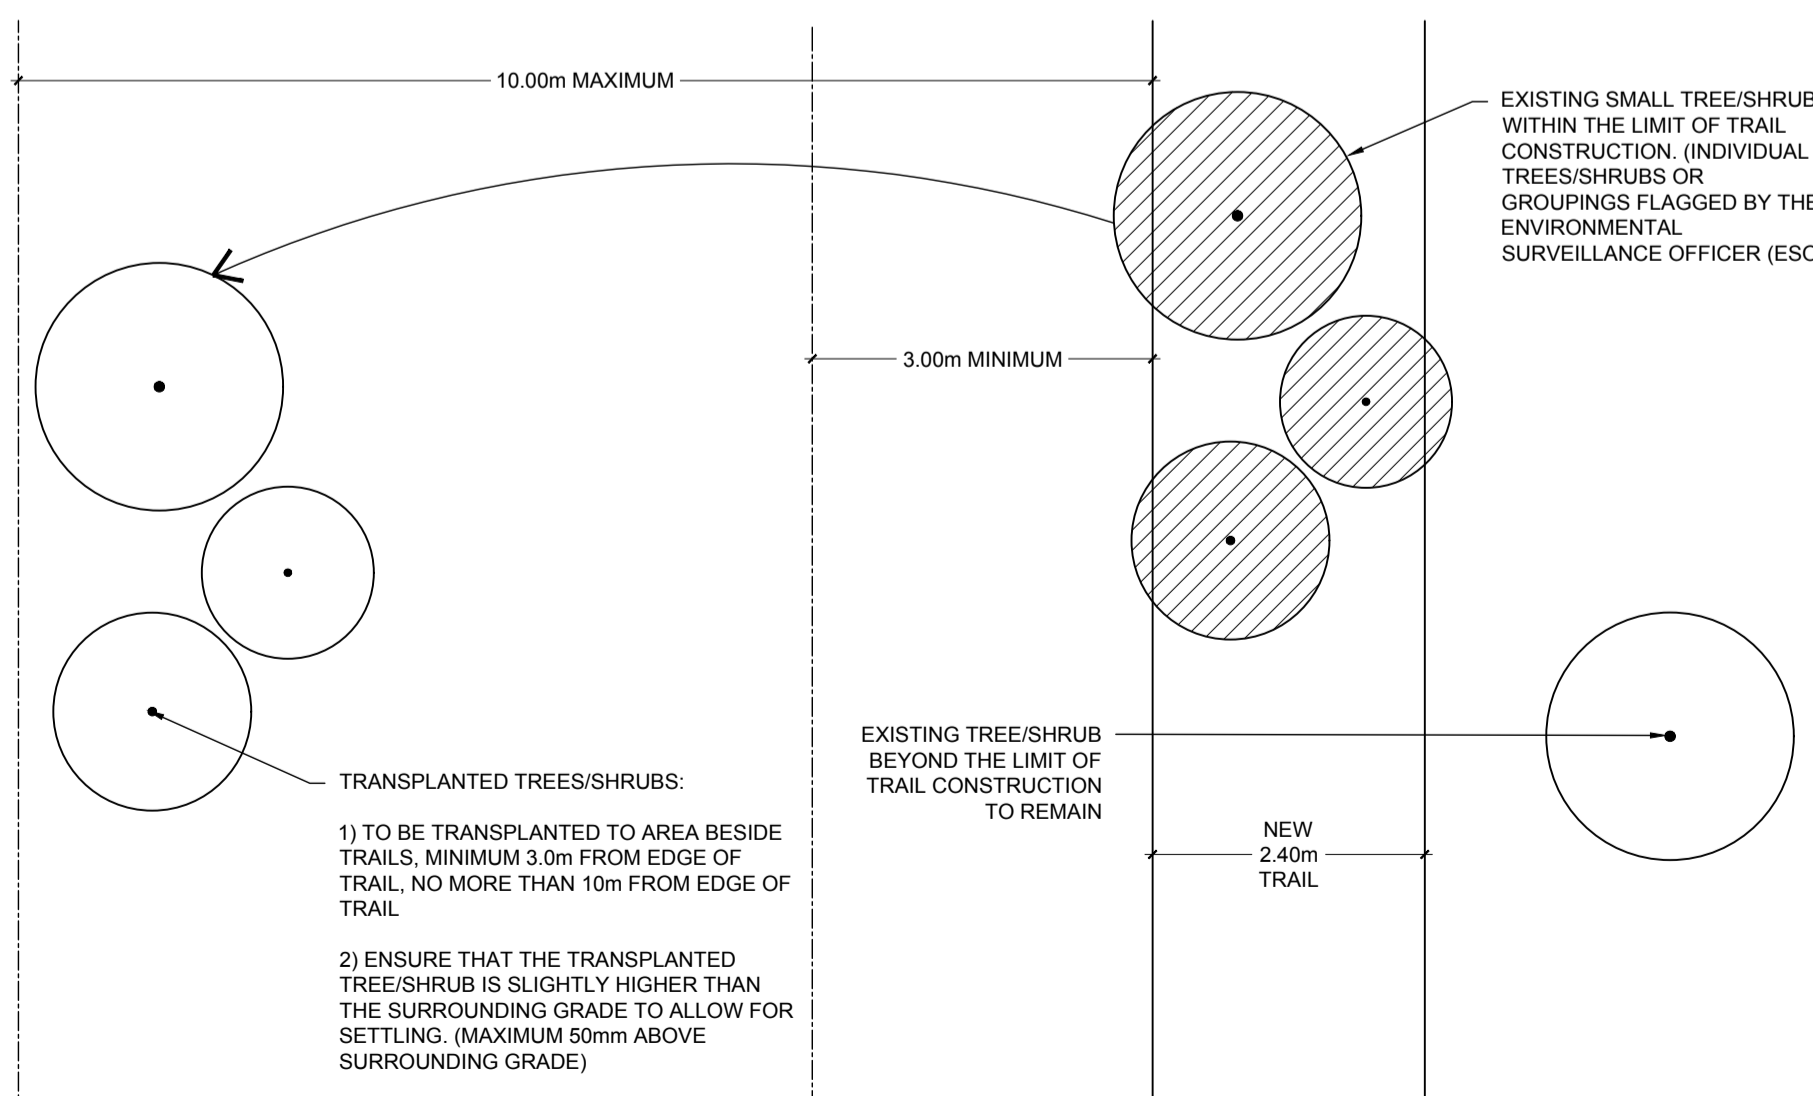 10.00m MAXIMUM
EXISTING SMALL TREE/SHRUB
WITHIN THE LIMIT OF TRAIL
CONSTRUCTION. (INDIVIDUAL
TREES/SHRUBS OR
GROUPINGS FLAGGED BY THE
ENVIRONMENTAL
SURVEILLANCE OFFICER (ESC
3.00m MINIMUM
EXISTING TREE/SHRUB
BEYOND THE LIMIT OF
TRAIL CONSTRUCTION
TO REMAIN
TRANSPLANTED TREES/SHRUBS:
1) TO BE TRANSPLANTED TO AREA BESIDE
TRAILS, MINIMUM 3.0m FROM EDGE OF
TRAIL, NO MORE THAN 10m FROM EDGE OF
TRAIL
2) ENSURE THAT THE TRANSPLANTED
TREE/SHRUB IS SLIGHTLY HIGHER THAN
THE SURROUNDING GRADE TO ALLOW FOR
SETTLING. (MAXIMUM 50mm ABOVE
SURROUNDING GRADE)
NEW
2.40m
TRAIL